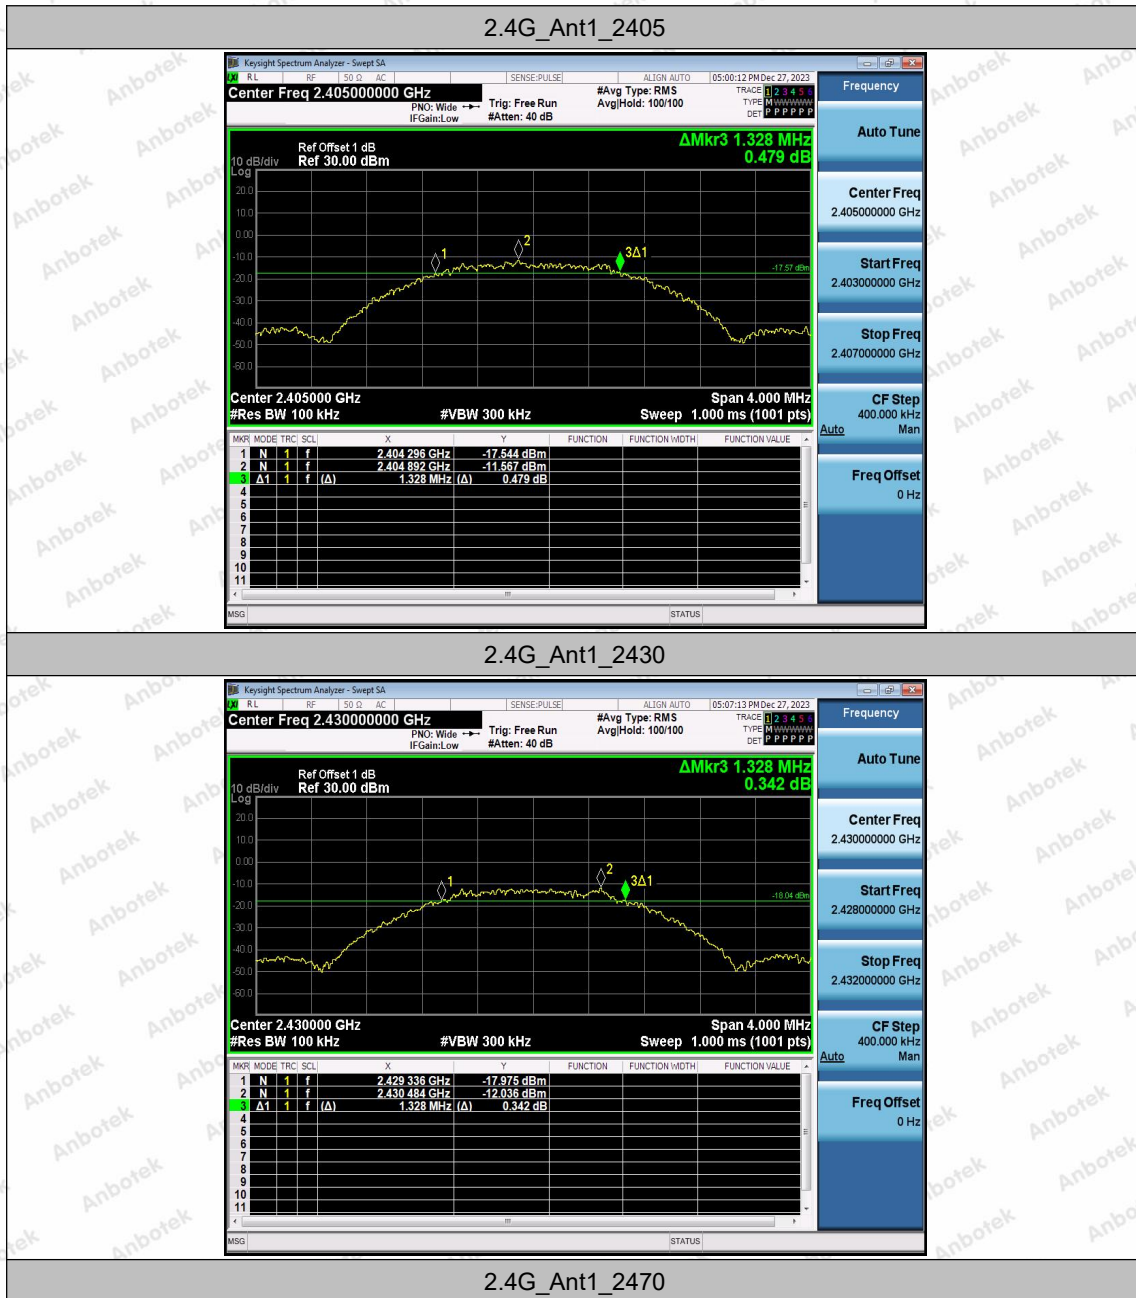 2.4G_Ant1_2405
Keysight Spectrum Analyzer - Swept SA
LXI RL RF 50 Ω AC SENSE:PULSE ALIGN AUTO 05:00:12 PM Dec 27, 2023
Center Freq 2.405000000 GHz
PNO: Wide
IFGain:Low
Trig: Free Run
#Atten: 40 dB
#Avg Type: RMS
Avg|Hold: 100/100
TRACE 1 2 3 4 5 6
TYPE M WWWWW
DET P P P P P P
Frequency
Auto Tune
Center Freq
2.405000000 GHz
Start Freq
2.403000000 GHz
Stop Freq
2.407000000 GHz
CF Step
400.000 kHz
Auto Man
Freq Offset
0 Hz
ΔMkr3 1.328 MHz
0.479 dB
Ref Offset 1 dB
10 dB/div Ref 30.00 dBm
Log
20.0
10.0
0.00
-10.0
-20.0
-30.0
-40.0
-50.0
-60.0
1
2
3Δ1
-17.57 dBm
Center 2.405000 GHz Span 4.000 MHz
#Res BW 100 kHz #VBW 300 kHz Sweep 1.000 ms (1001 pts)
MKR MODE TRC SCL X Y FUNCTION FUNCTION WIDTH FUNCTION VALUE
1 N 1 f 2.404 296 GHz -17.544 dBm
2 N 1 f 2.404 892 GHz -11.567 dBm
3 Δ1 1 f (Δ) 1.328 MHz (Δ) 0.479 dB
4
5
6
7
8
9
10
11
MSG STATUS
2.4G_Ant1_2430
Keysight Spectrum Analyzer - Swept SA
LXI RL RF 50 Ω AC SENSE:PULSE ALIGN AUTO 05:07:13 PM Dec 27, 2023
Center Freq 2.430000000 GHz
PNO: Wide
IFGain:Low
Trig: Free Run
#Atten: 40 dB
#Avg Type: RMS
Avg|Hold: 100/100
TRACE 1 2 3 4 5 6
TYPE M WWWWW
DET P P P P P P
Frequency
Auto Tune
Center Freq
2.430000000 GHz
Start Freq
2.428000000 GHz
Stop Freq
2.432000000 GHz
CF Step
400.000 kHz
Auto Man
Freq Offset
0 Hz
ΔMkr3 1.328 MHz
0.342 dB
Ref Offset 1 dB
10 dB/div Ref 30.00 dBm
Log
20.0
10.0
0.00
-10.0
-20.0
-30.0
-40.0
-50.0
-60.0
1
2
3Δ1
-18.04 dBm
Center 2.430000 GHz Span 4.000 MHz
#Res BW 100 kHz #VBW 300 kHz Sweep 1.000 ms (1001 pts)
MKR MODE TRC SCL X Y FUNCTION FUNCTION WIDTH FUNCTION VALUE
1 N 1 f 2.429 336 GHz -17.975 dBm
2 N 1 f 2.430 484 GHz -12.036 dBm
3 Δ1 1 f (Δ) 1.328 MHz (Δ) 0.342 dB
4
5
6
7
8
9
10
11
MSG STATUS
2.4G_Ant1_2470